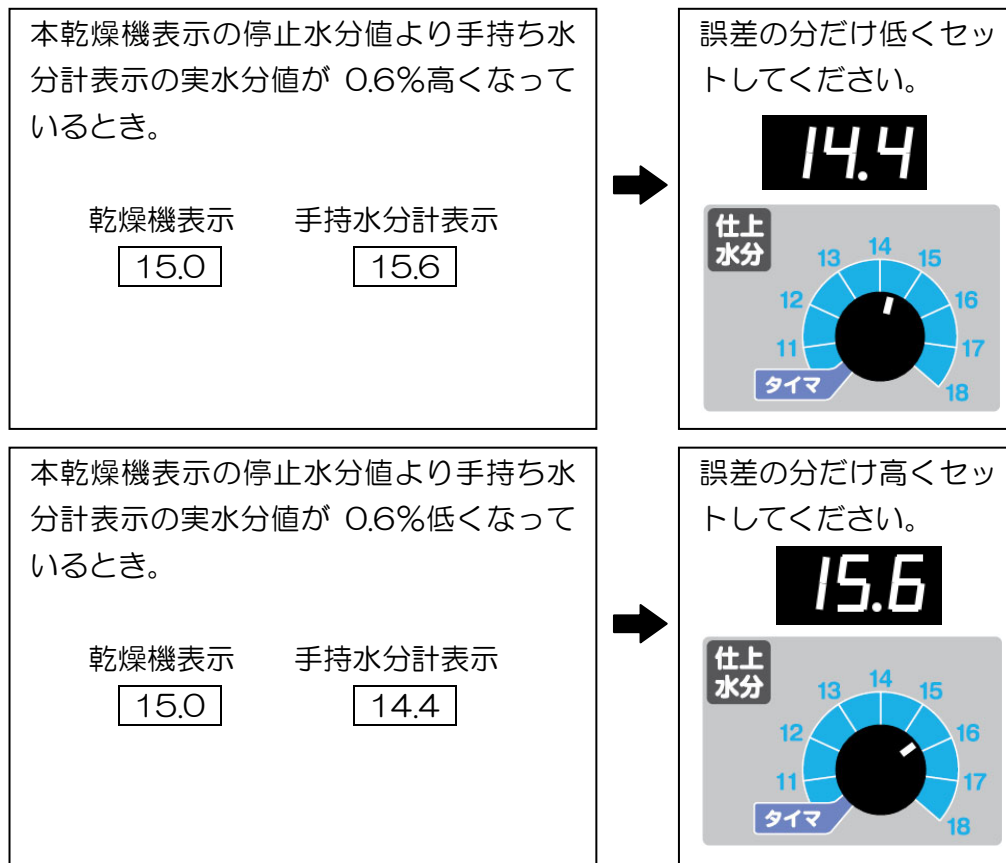 本乾燥機表示の停止水分値より手持ち水
分計表示の実水分値が 0.6%高くなって
いるとき。
乾燥機表示 手持水分計表示
15.0 15.6
誤差の分だけ低くセッ
トしてください。
14.4
仕上
水分
11
12
13
14
15
16
17
18
タイマ
本乾燥機表示の停止水分値より手持ち水
分計表示の実水分値が 0.6%低くなって
いるとき。
乾燥機表示 手持水分計表示
15.0 14.4
誤差の分だけ高くセッ
トしてください。
15.6
仕上
水分
11
12
13
14
15
16
17
18
タイマ